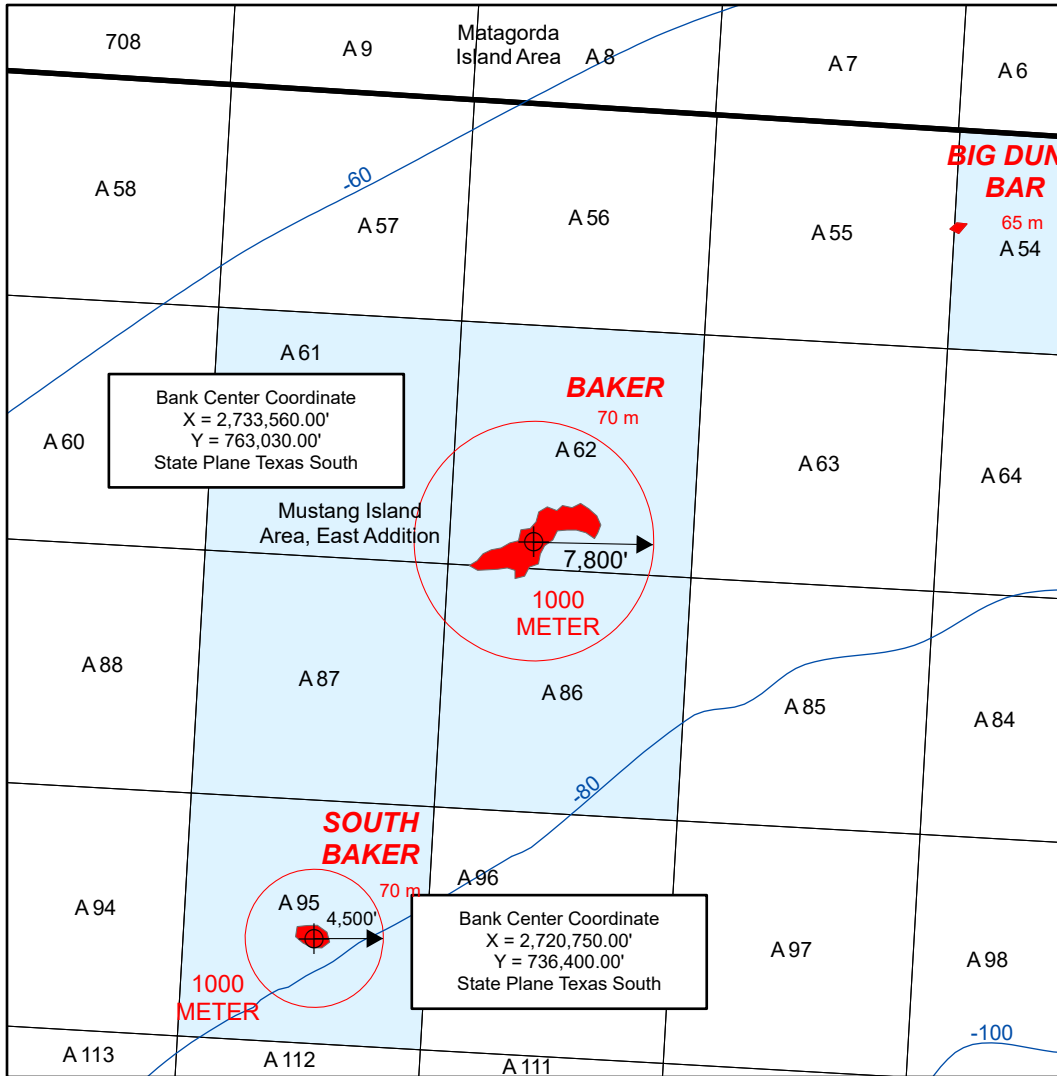 708
A 9
Matagorda
Island Area
A 8
A 7
A 6
BIG DUN
BAR
65 m
A 54
A 58
-60
A 57
A 56
A 55
A 61
Bank Center Coordinate
X = 2,733,560.00'
Y = 763,030.00'
State Plane Texas South
BAKER
70 m
A 60
A 62
A 63
A 64
Mustang Island
Area, East Addition
7,800'
1000
METER
A 88
A 87
A 86
A 85
A 84
-80
SOUTH
BAKER
70 m
A 96
A 94
A 95
4,500'
Bank Center Coordinate
X = 2,720,750.00'
Y = 736,400.00'
State Plane Texas South
A 97
A 98
1000
METER
-100
A 113
A 112
A 111